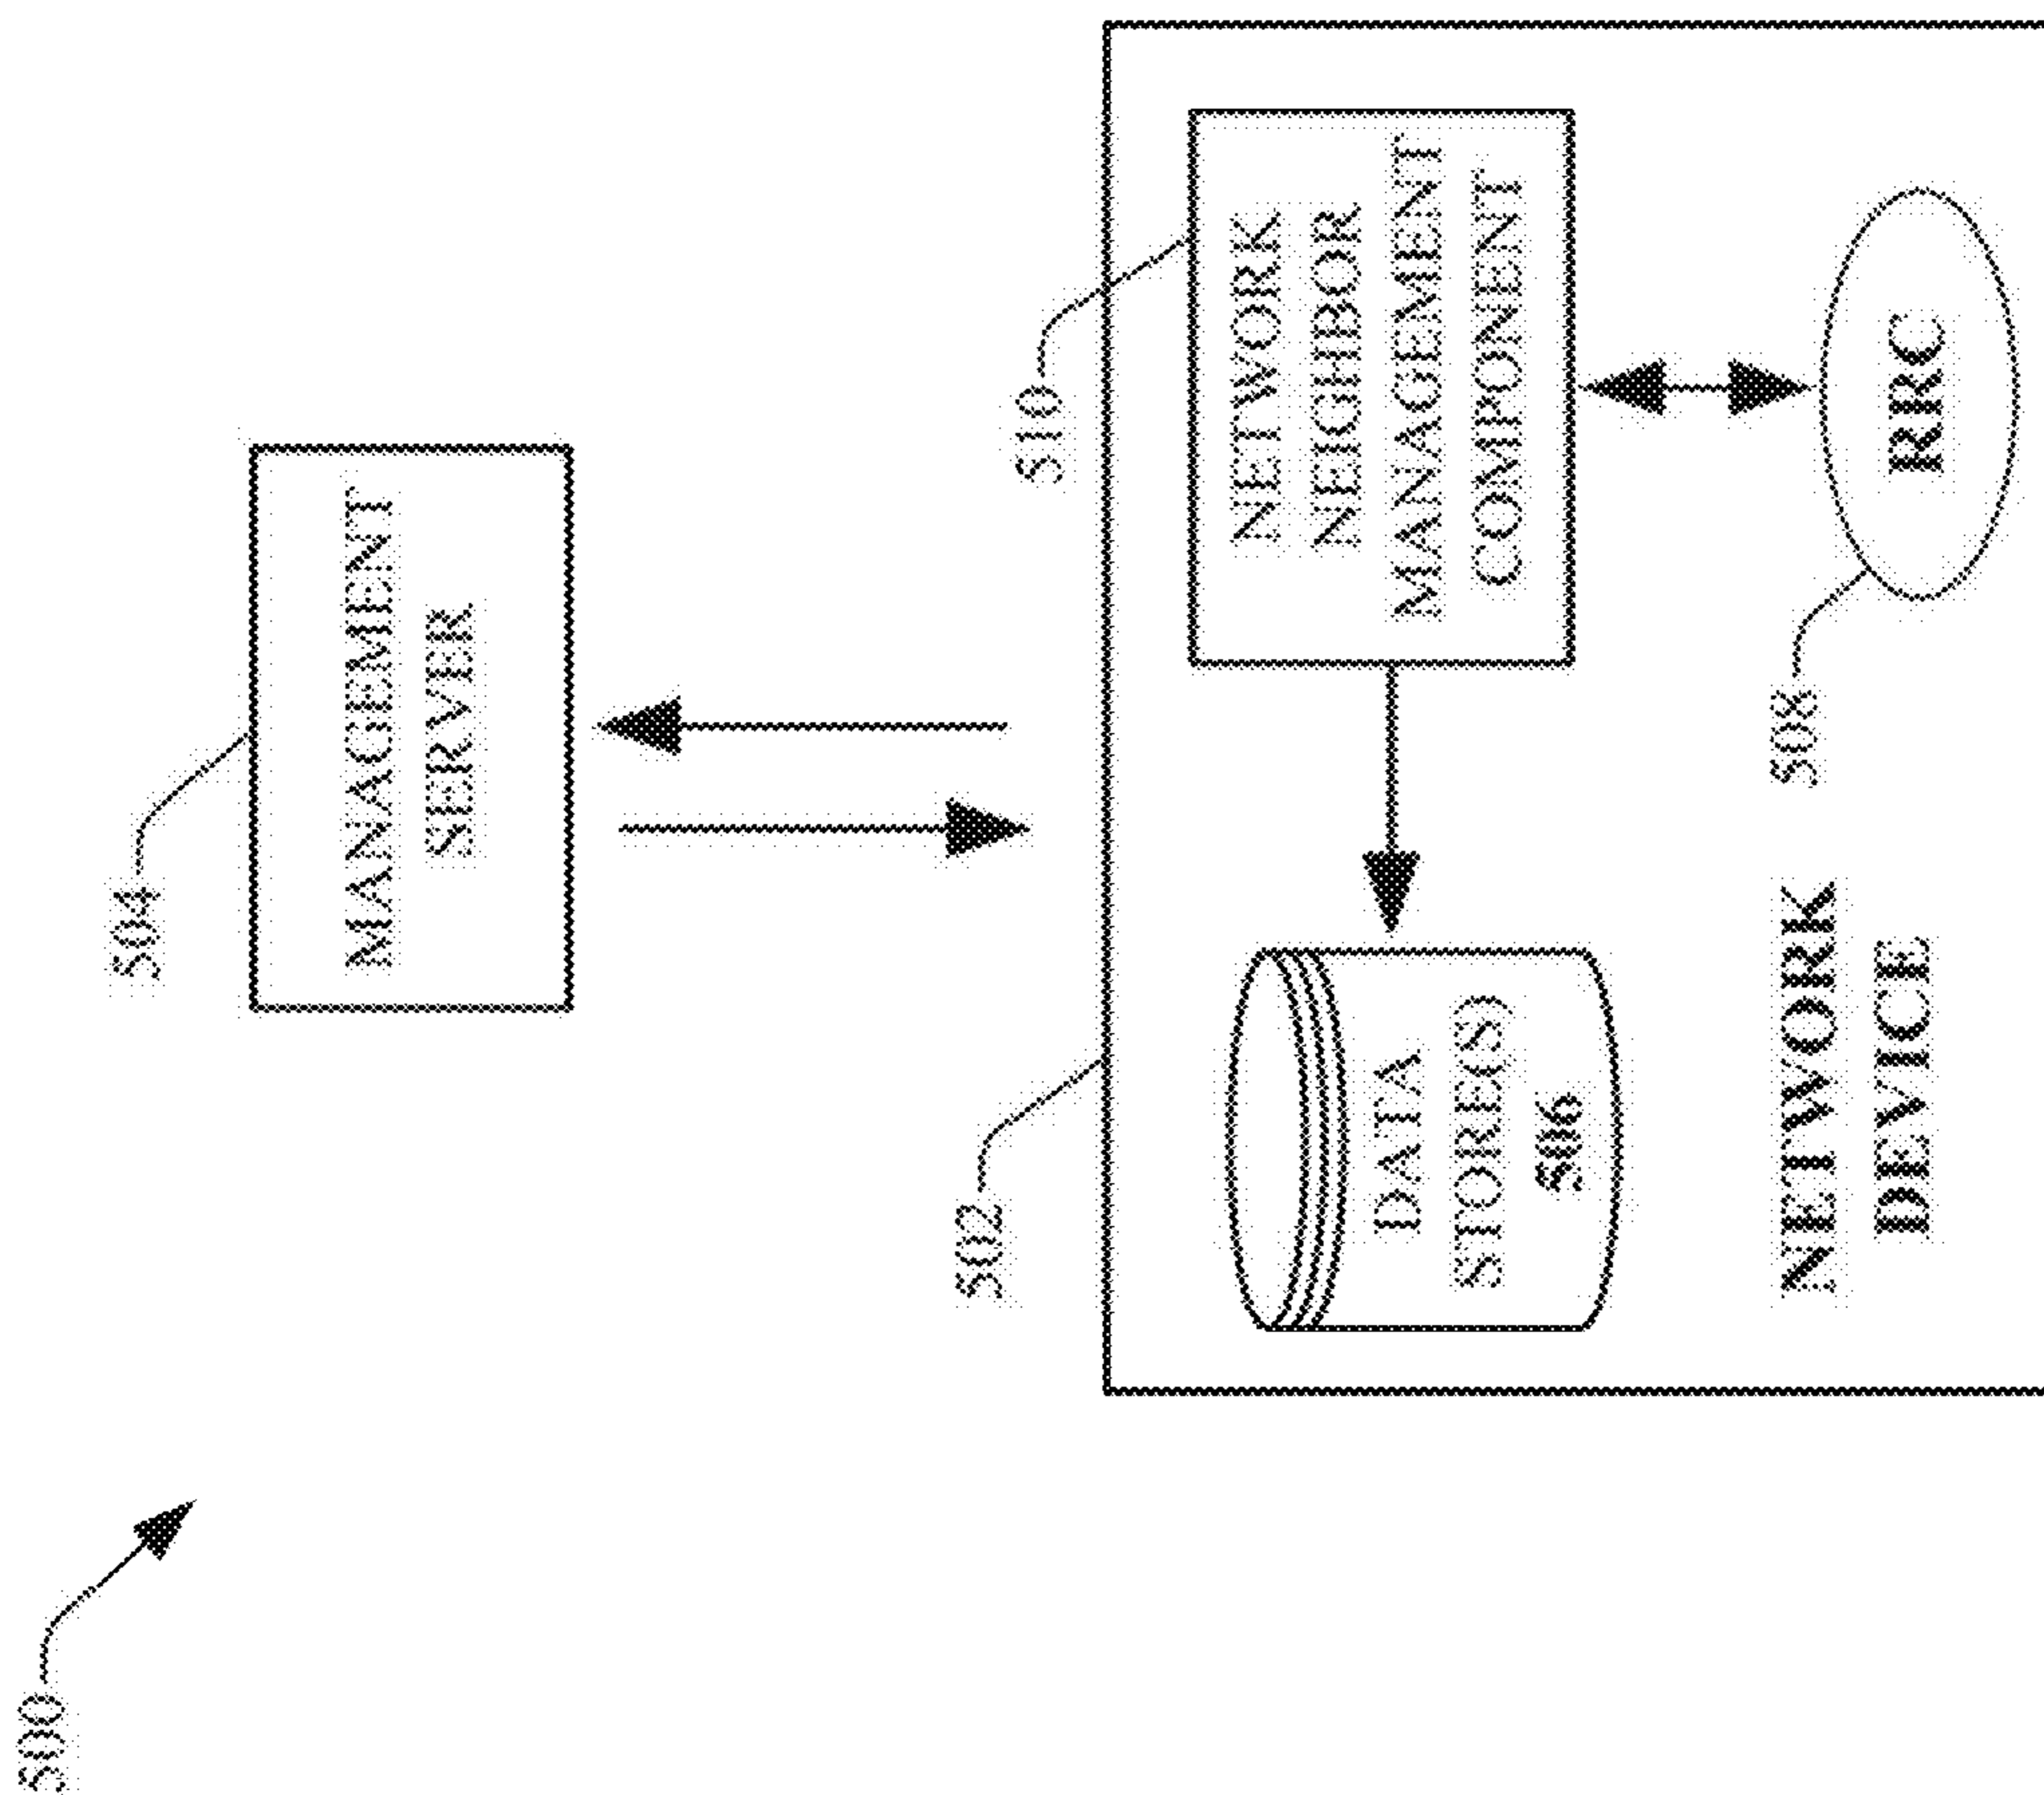 500
504
MANAGEMENT
SERVER
502
510
DATA
STORE(S)
506
NETWORK
NEIGHBOR
MANAGEMENT
COMPONENT
NETWORK
DEVICE
508
RRC